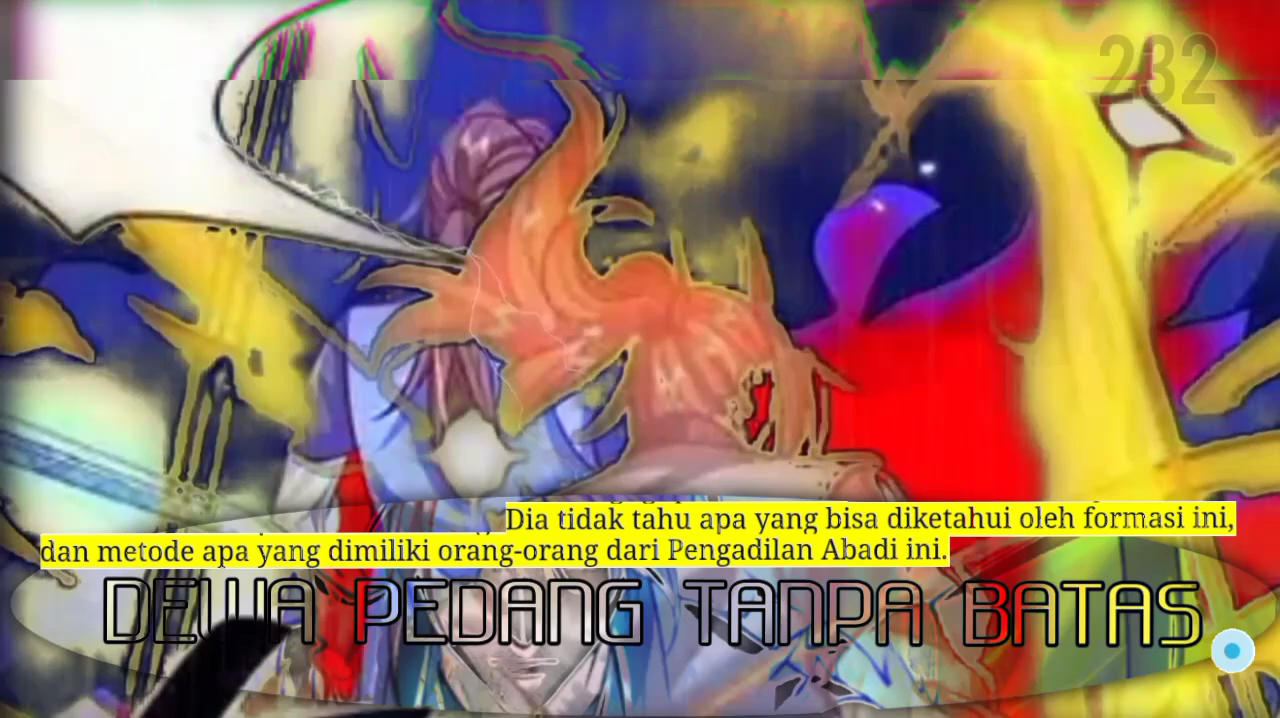 232
Dia tidak tahu apa yang bisa diketahui oleh formasi ini,
dan metode apa yang dimiliki orang-orang dari Pengadilan Abadi ini.
DEWA PEDANG TANPA BATAS